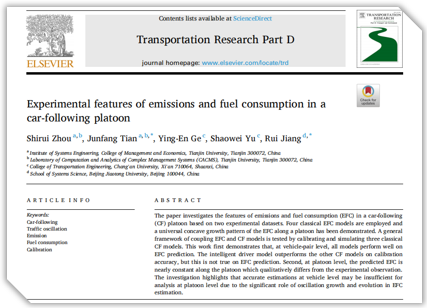 Contents lists available at ScienceDirect
Transportation Research Part D
journal homepage: www.elsevier.com/locate/trd
ELSEVIER
TRANSPORTATION RESEARCH
Experimental features of emissions and fuel consumption in a
car-following platoon
Shirui Zhou a,b, Junfang Tian a,b,*, Ying-En Ge c, Shaowei Yu c, Rui Jiang d,*
a Institute of Systems Engineering, College of Management and Economics, Tianjin University, Tianjin 300072, China
b Laboratory of Computation and Analytics of Complex Management Systems (CACMS), Tianjin University, Tianjin 300072, China
c College of Transportation Engineering, Chang'an University, Xi'an 710064, Shaanxi, China
d School of Systems Science, Beijing Jiaotong University, Beijing 100044, China
ARTICLE INFO
Keywords:
Car-following
Traffic oscillation
Emission
Fuel consumption
Calibration
ABSTRACT
The paper investigates the features of emissions and fuel consumption (EFC) in a car-following
(CF) platoon based on two experimental datasets. Four classical EFC models are employed and
a universal concave growth pattern of the EFC along a platoon has been demonstrated. A general
framework of coupling EFC and CF models is tested by calibrating and simulating three classical
CF models. This work first demonstrates that, at vehicle-pair level, all models perform well on
EFC prediction. The intelligent driver model outperforms the other CF models on calibration
accuracy, but this is not true on EFC prediction. Second, at platoon level, the predicted EFC is
nearly constant along the platoon which qualitatively differs from the experimental observation.
The investigation highlights that accurate estimations at vehicle level may be insufficient for
analysis at platoon level due to the significant role of oscillation growth and evolution in EFC
estimation.